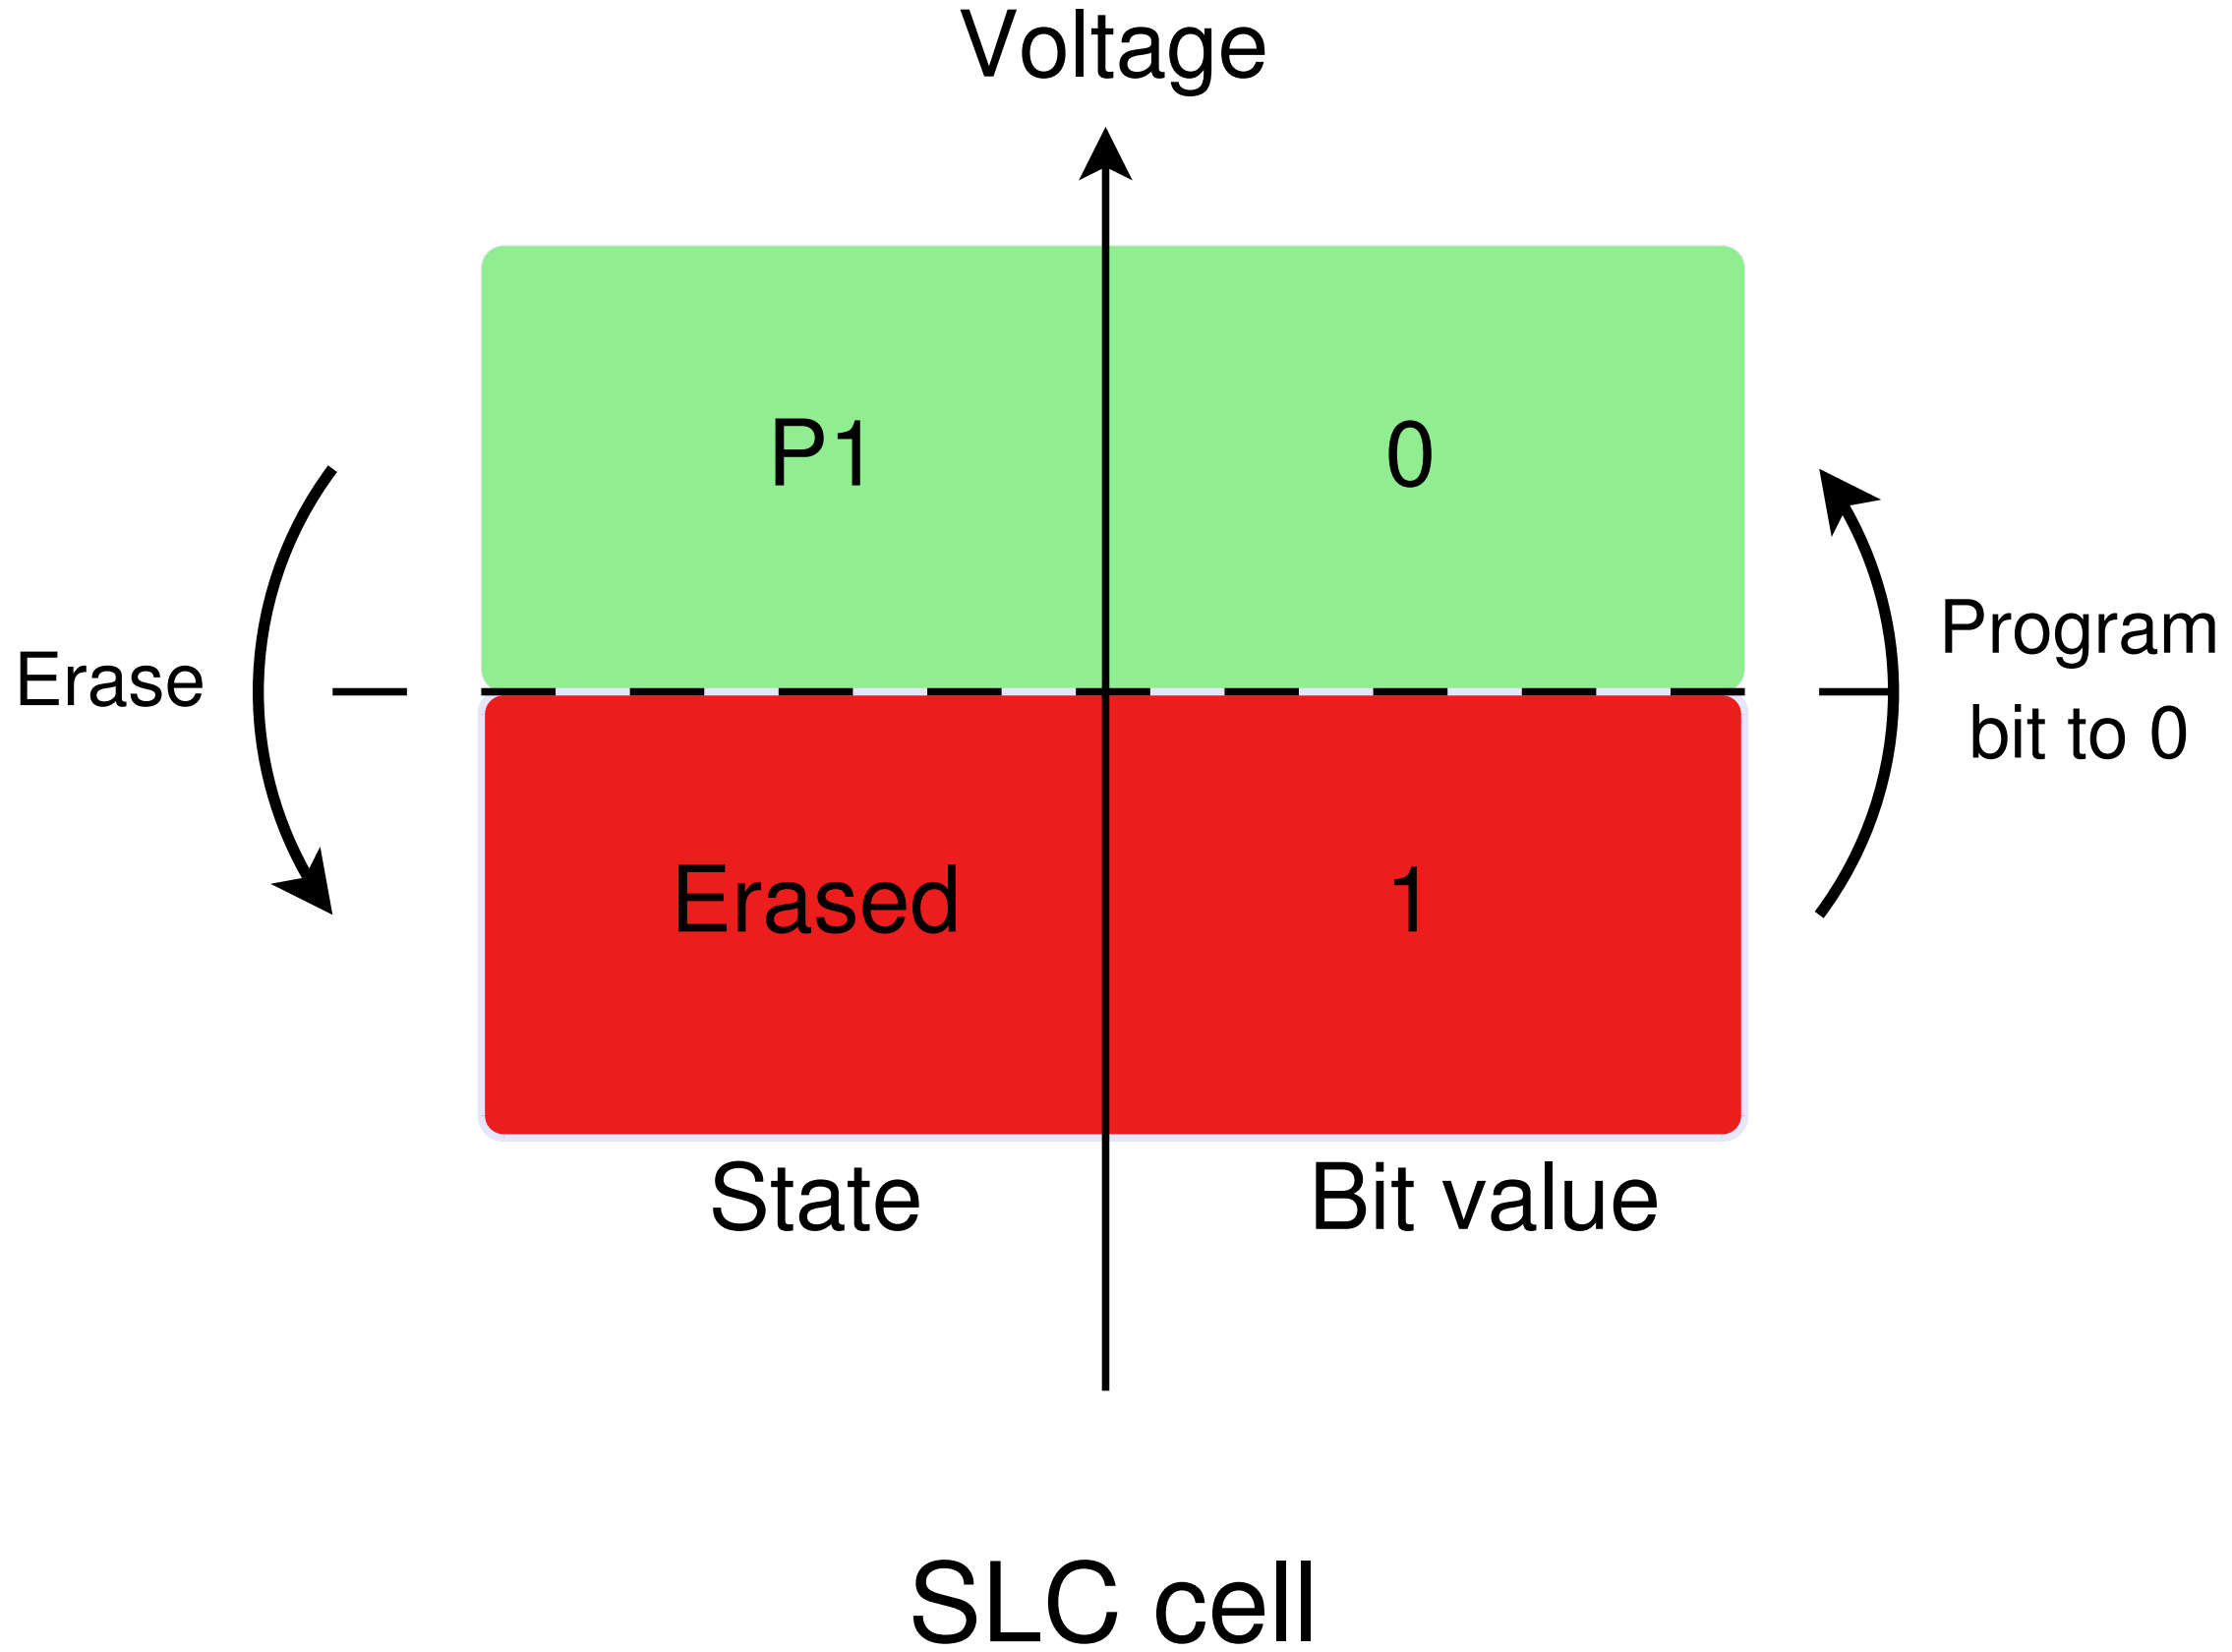 Voltage
P1
0
Erase
Program
bit to 0
Erased
1
State
Bit value
SLC cell